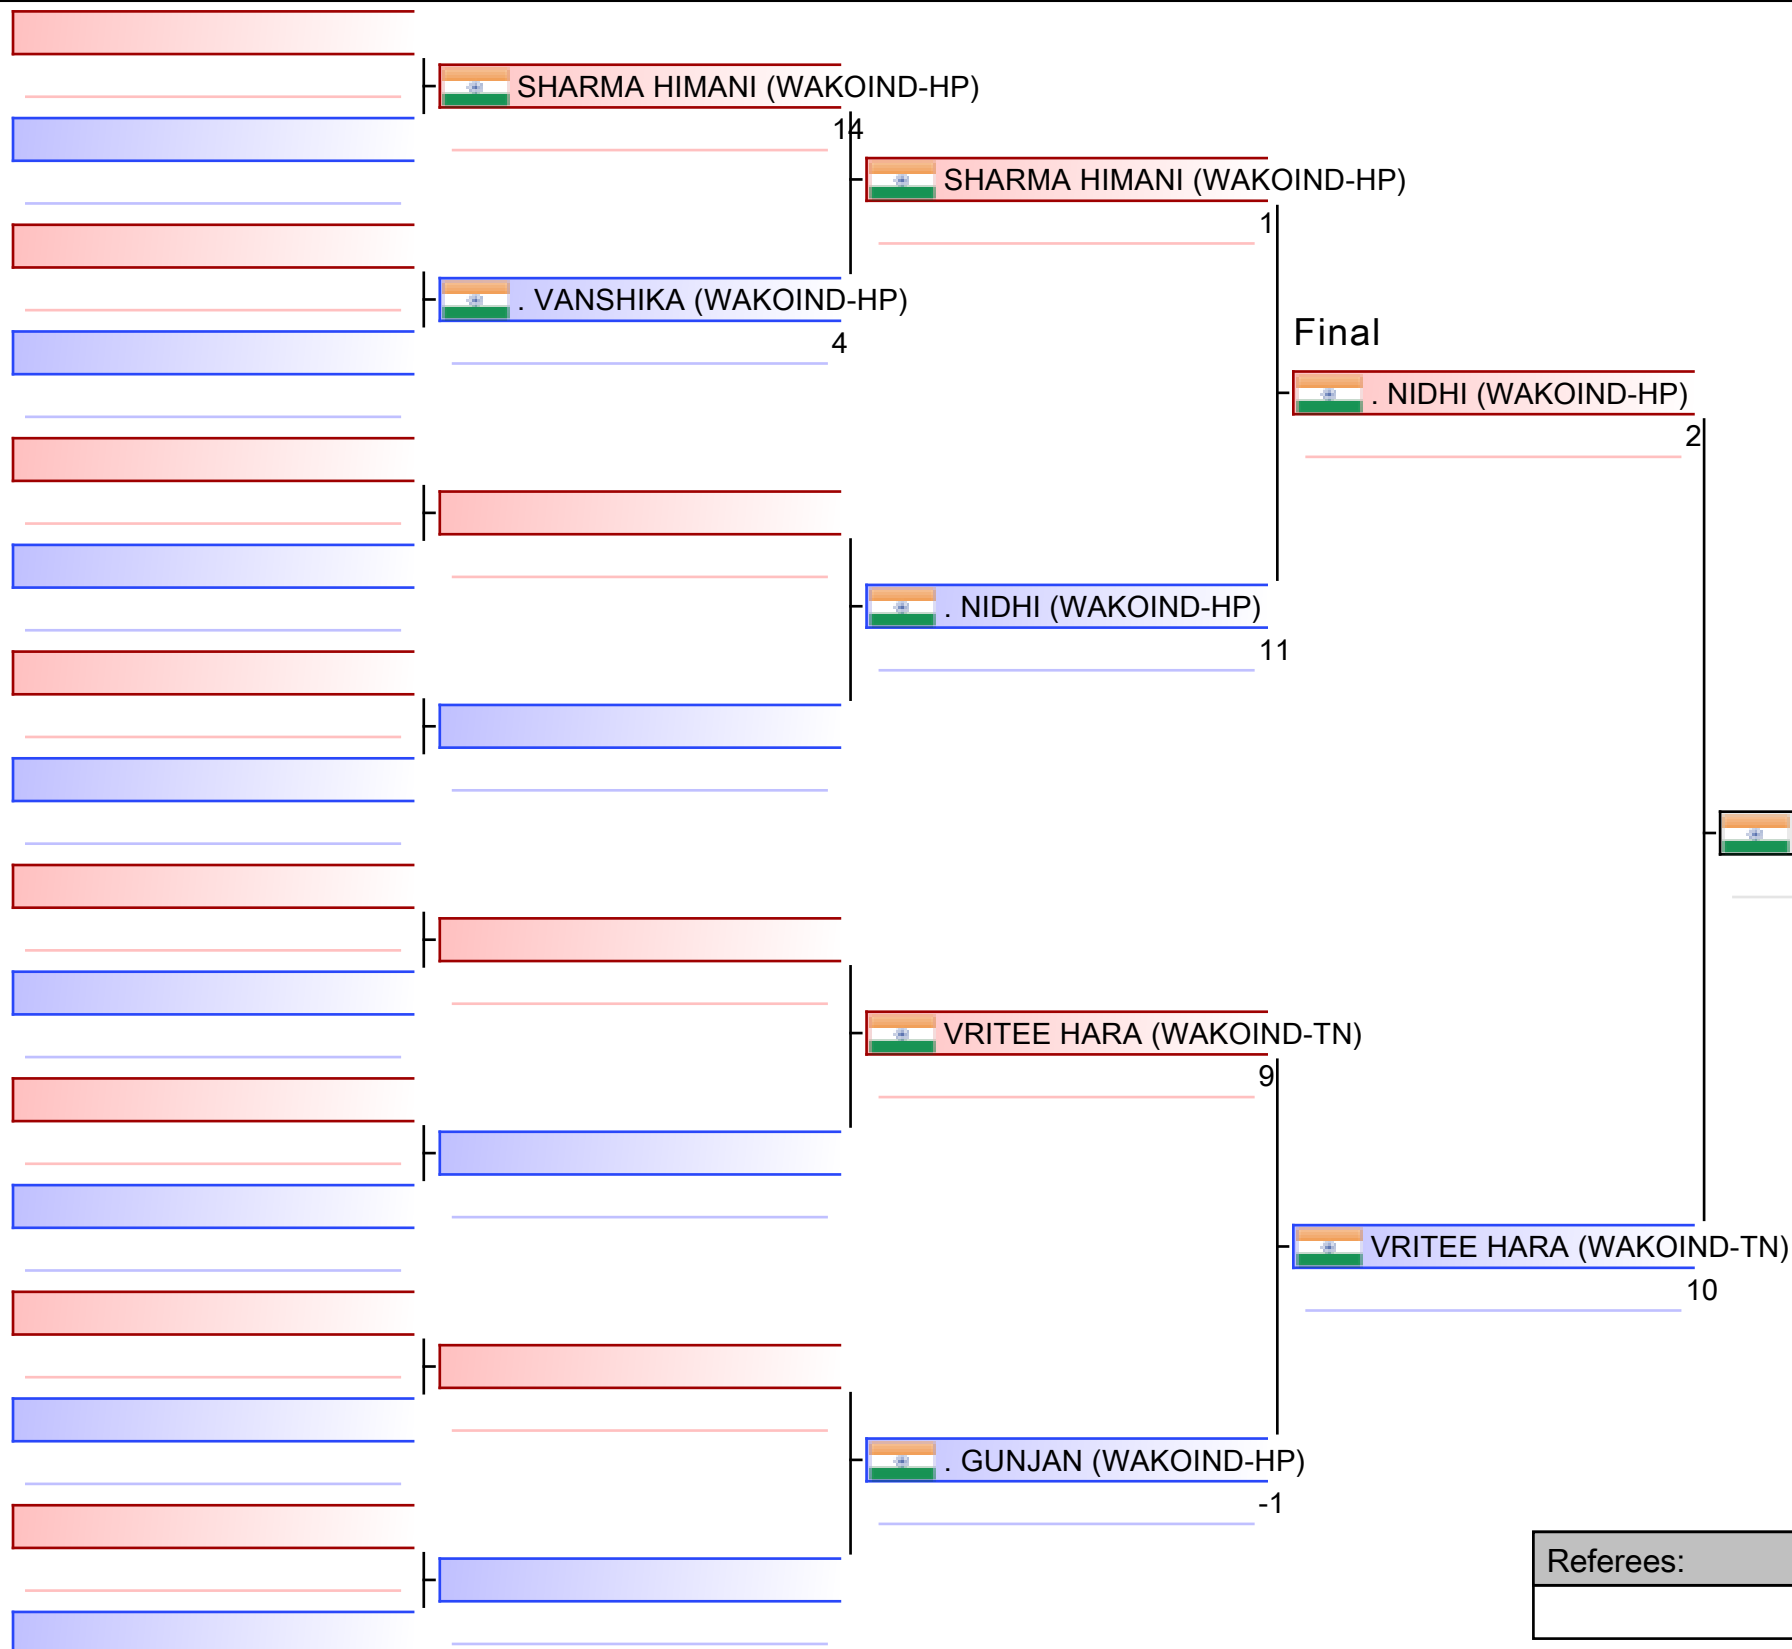 SHARMA HIMANI (WAKOIND-HP)
14
SHARMA HIMANI (WAKOIND-HP)
1
. VANSHIKA (WAKOIND-HP)
4
Final
. NIDHI (WAKOIND-HP)
2
. NIDHI (WAKOIND-HP)
11
VRITEE HARA (WAKOIND-TN)
9
VRITEE HARA (WAKOIND-TN)
10
. GUNJAN (WAKOIND-HP)
-1
Referees: